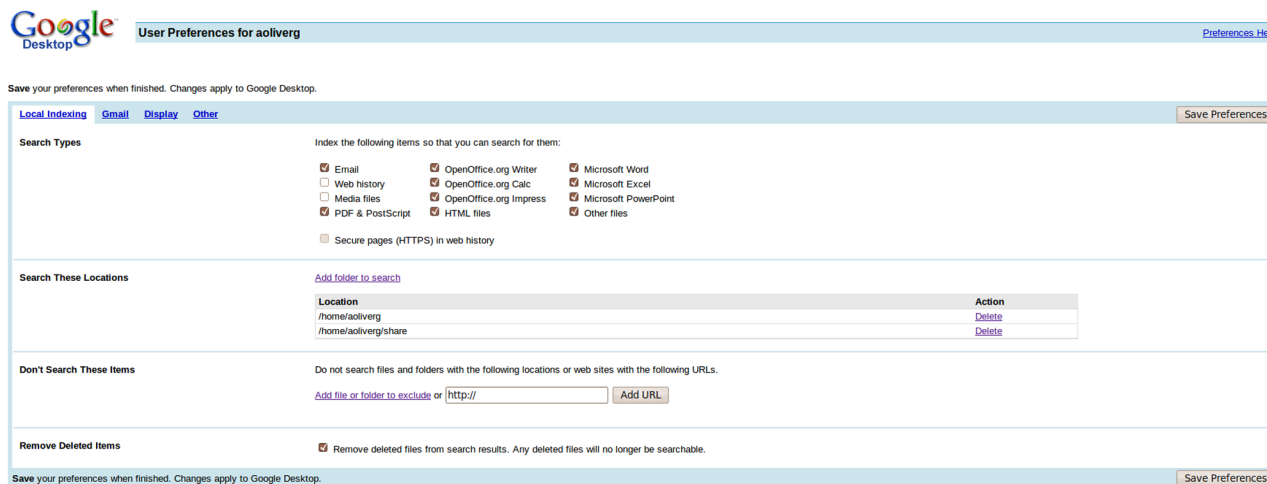 Google™
Desktop
User Preferences for aoliverg
Preferences He
Save your preferences when finished. Changes apply to Google Desktop.
Local Indexing Gmail Display Other Save Preferences
Search Types Index the following items so that you can search for them:
Email OpenOffice.org Writer Microsoft Word
Web history OpenOffice.org Calc Microsoft Excel
Media files OpenOffice.org Impress Microsoft PowerPoint
PDF & PostScript HTML files Other files
Secure pages (HTTPS) in web history
Search These Locations Add folder to search
Location Action
/home/aoliverg Delete
/home/aoliverg/share Delete
Don't Search These Items Do not search files and folders with the following locations or web sites with the following URLs.
Add file or folder to exclude or http:// Add URL
Remove Deleted Items Remove deleted files from search results. Any deleted files will no longer be searchable.
Save your preferences when finished. Changes apply to Google Desktop. Save Preferences